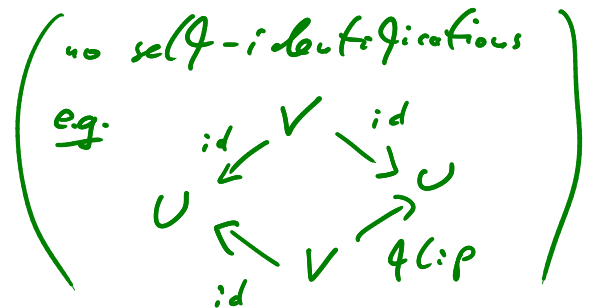 no self-identifications
e.g.
V
id id
U U
V
id flip